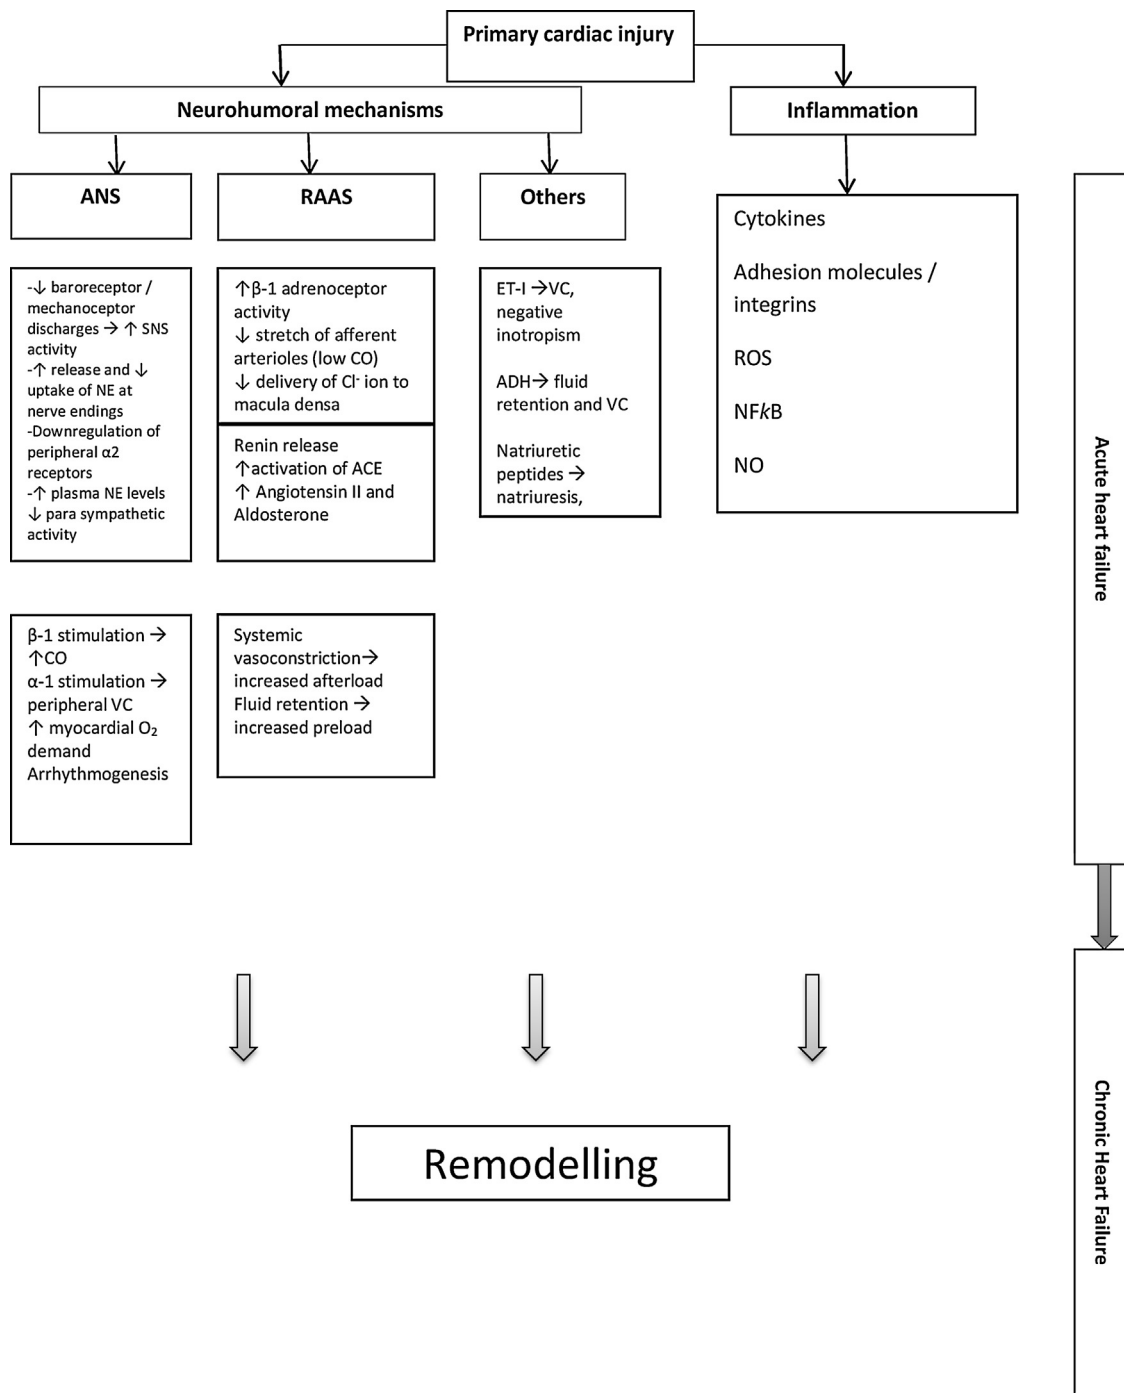 Primary cardiac injury
Neurohumoral mechanisms
Inflammation
ANS
RAAS
Others
-↓ baroreceptor /
mechanoceptor
discharges → ↑ SNS
activity
-↑ release and ↓
uptake of NE at
nerve endings
-Downregulation of
peripheral α2
receptors
-↑ plasma NE levels
↓ para sympathetic
activity
↑β-1 adrenoceptor
activity
↓ stretch of afferent
arterioles (low CO)
↓ delivery of Cl⁻ ion to
macula densa
Renin release
↑activation of ACE
↑ Angiotensin II and
Aldosterone
ET-I →VC,
negative
inotropism
ADH→ fluid
retention and VC
Natriuretic
peptides →
natriuresis,
Cytokines
Adhesion molecules /
integrins
ROS
NFkB
NO
β-1 stimulation →
↑CO
α-1 stimulation →
peripheral VC
↑ myocardial O₂
demand
Arrhythmogenesis
Systemic
vasoconstriction→
increased afterload
Fluid retention →
increased preload
Acute heart failure
Remodelling
Chronic Heart Failure